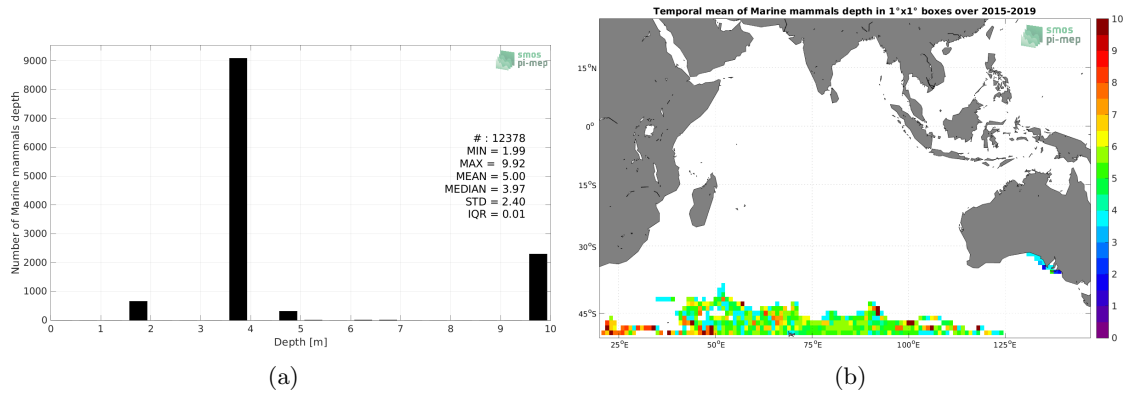 smos
pi-mep
9000
8000
7000
6000
5000
4000
3000
2000
1000
0
Number of Marine mammals depth
# : 12378
MIN = 1.99
MAX = 9.92
MEAN = 5.00
MEDIAN = 3.97
STD = 2.40
IQR = 0.01
0 1 2 3 4 5 6 7 8 9 10
Depth [m]
(a)
Temporal mean of Marine mammals depth in 1°x1° boxes over 2015-2019
smos
pi-mep
15°N
0°
15°S
30°S
45°S
25°E 50°E 75°E 100°E 125°E
10
9
8
7
6
5
4
3
2
1
0
(b)